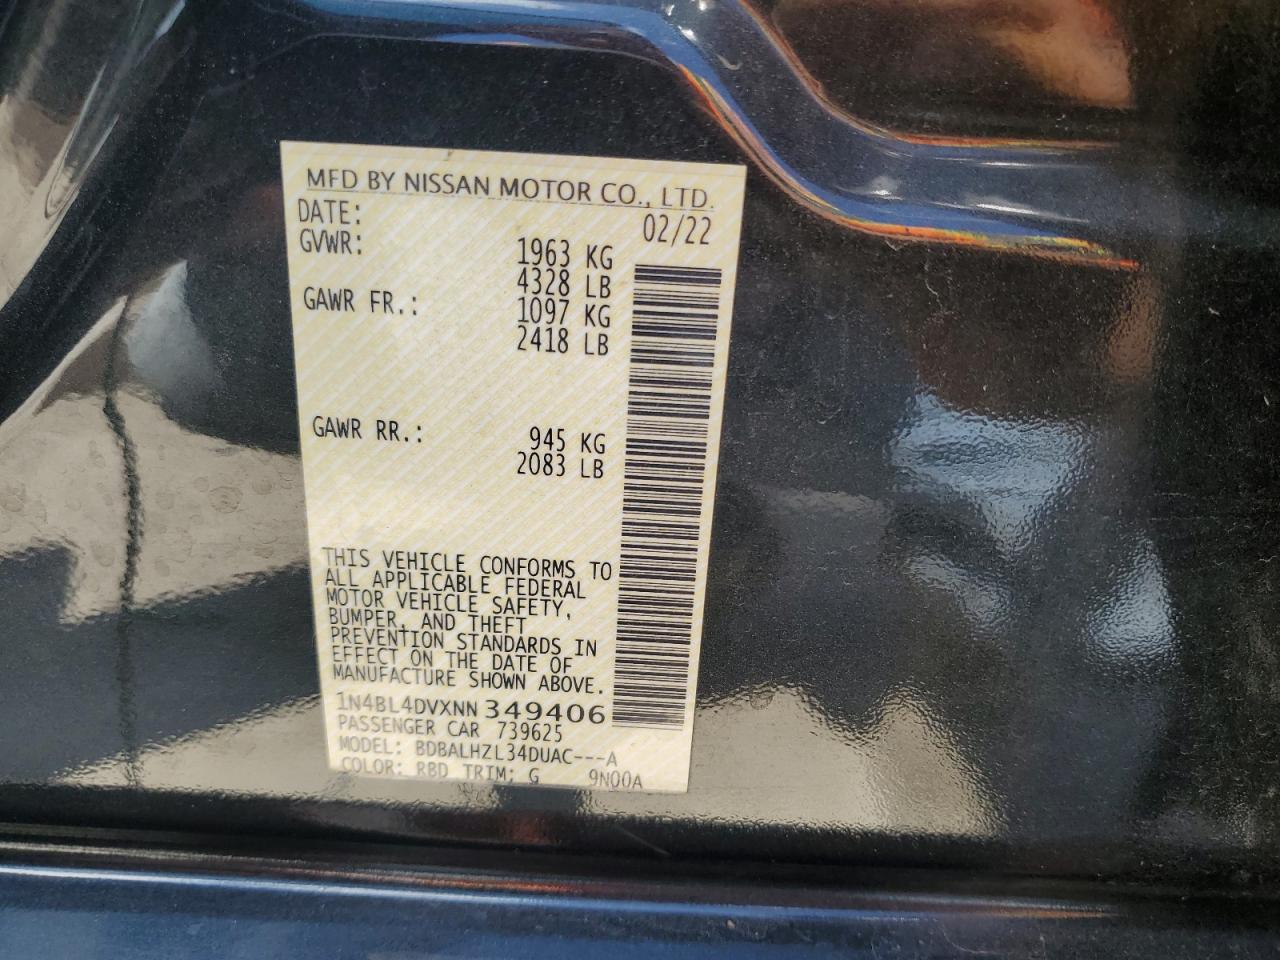 MFD BY NISSAN MOTOR CO., LTD.
DATE: 02/22
GVWR: 1963 KG
4328 LB
GAWR FR.: 1097 KG
2418 LB
GAWR RR.: 945 KG
2083 LB
THIS VEHICLE CONFORMS TO
ALL APPLICABLE FEDERAL
MOTOR VEHICLE SAFETY,
BUMPER, AND THEFT
PREVENTION STANDARDS IN
EFFECT ON THE DATE OF
MANUFACTURE SHOWN ABOVE.
1N4BL4DVXNN 349406
PASSENGER CAR 739625
MODEL: BDBALHZL34DUAC---A
COLOR: RBD TRIM: G 9N00A